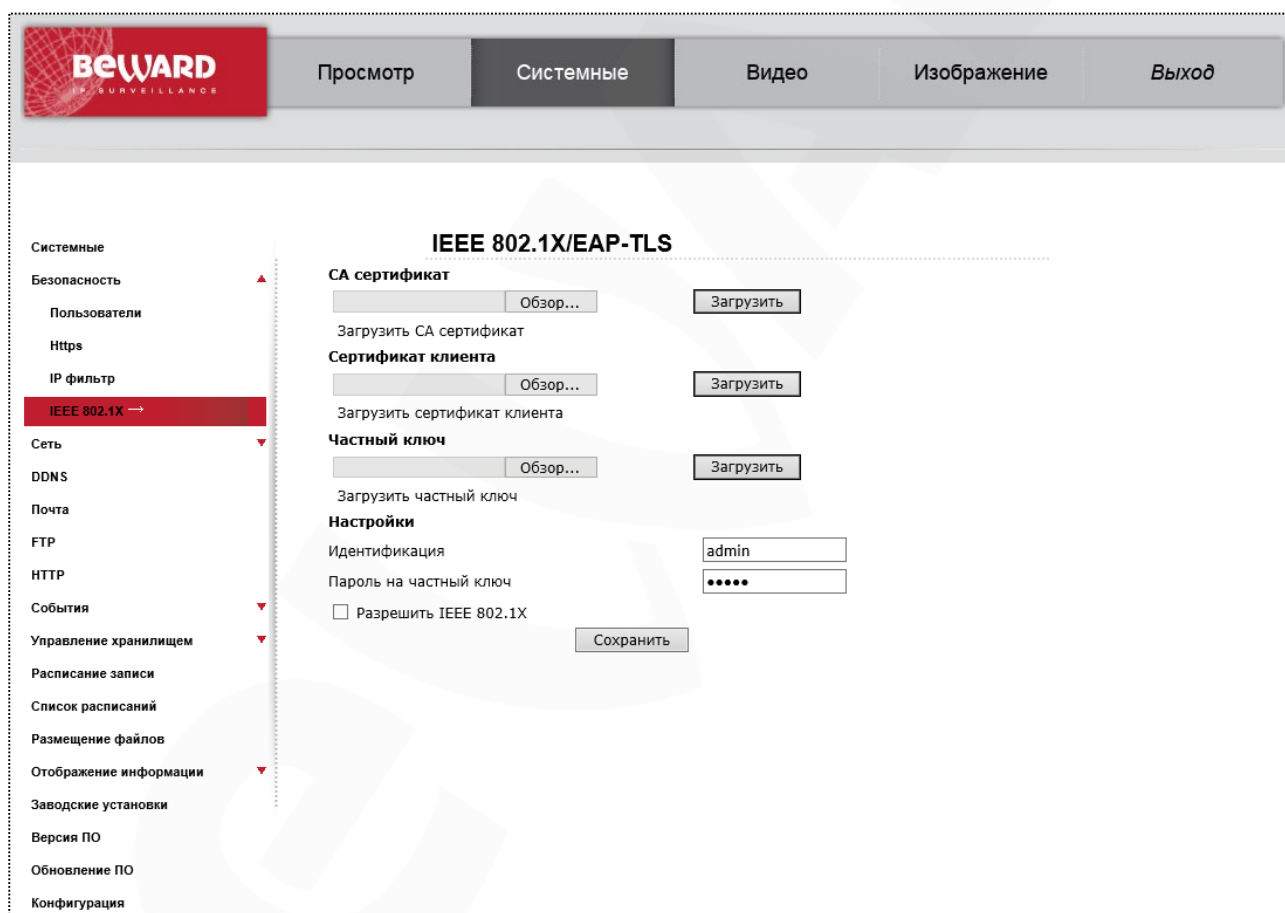 BEWARD
IP SURVEILLANCE
Просмотр
Системные
Видео
Изображение
Выход
Системные
Безопасность
Пользователи
Https
IP фильтр
IEEE 802.1X →
Сеть
DDNS
Почта
FTP
HTTP
События
Управление хранилищем
Расписание записи
Список расписаний
Размещение файлов
Отображение информации
Заводские установки
Версия ПО
Обновление ПО
Конфигурация
IEEE 802.1X/EAP-TLS
CA сертификат
Обзор... Загрузить
Загрузить CA сертификат
Сертификат клиента
Обзор... Загрузить
Загрузить сертификат клиента
Частный ключ
Обзор... Загрузить
Загрузить частный ключ
Настройки
Идентификация admin
Пароль на частный ключ •••••
Разрешить IEEE 802.1X
Сохранить